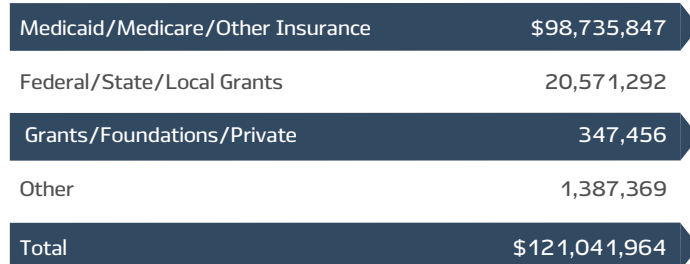 Medicaid/Medicare/Other Insurance $98,735,847
Federal/State/Local Grants 20,571,292
Grants/Foundations/Private 347,456
Other 1,387,369
Total $121,041,964